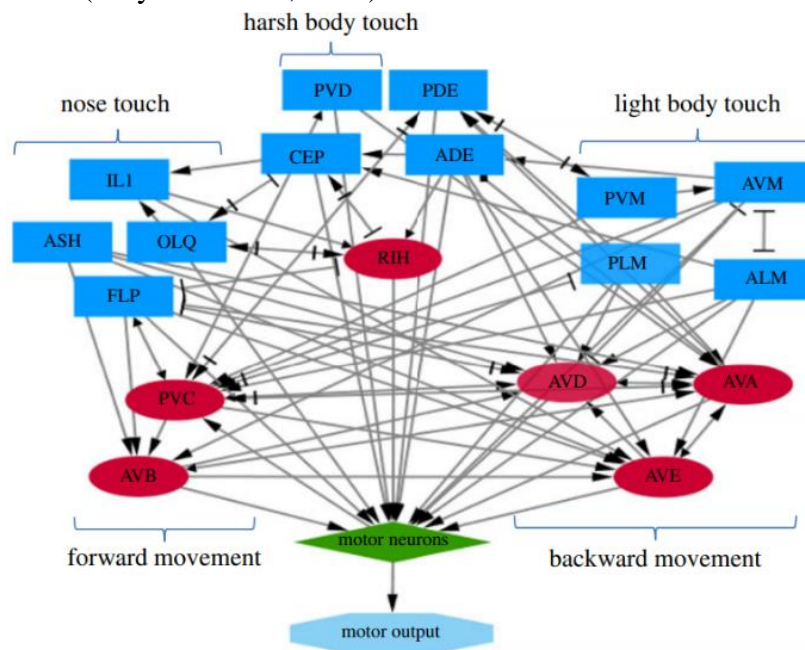 harsh body touch
nose touch
light body touch
PVD
PDE
CEP
ADE
IL1
PVM
AVM
ASH
OLQ
RIH
PLM
ALM
FLP
PVC
AVD
AVA
AVB
AVE
forward movement
motor neurons
backward movement
motor output